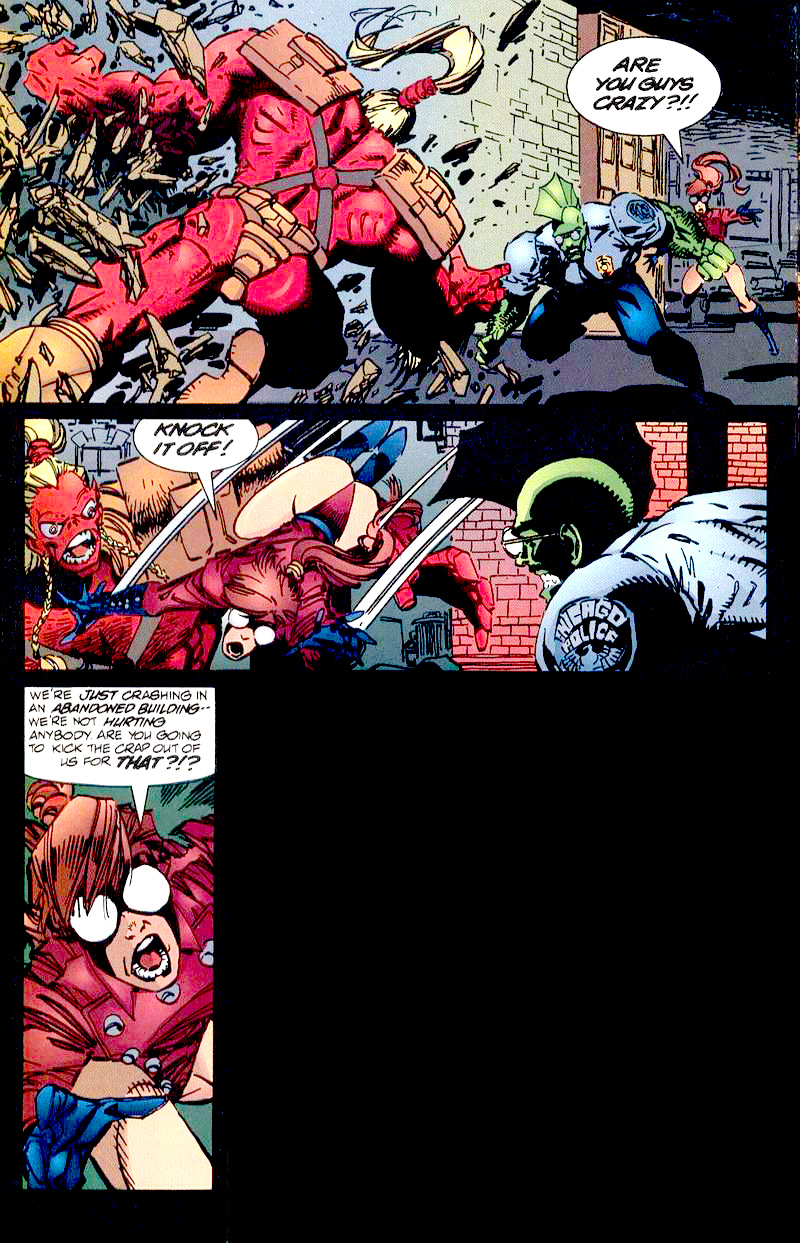 ARE
YOU GUYS
CRAZY?!!
KNOCK
IT OFF!
CHICAGO
POLICE
WE'RE JUST CRASHING IN
AN ABANDONED BUILDING--
WE'RE NOT HURTING
ANYBODY. ARE YOU GOING
TO KICK THE CRAP OUT OF
US FOR THAT?!?